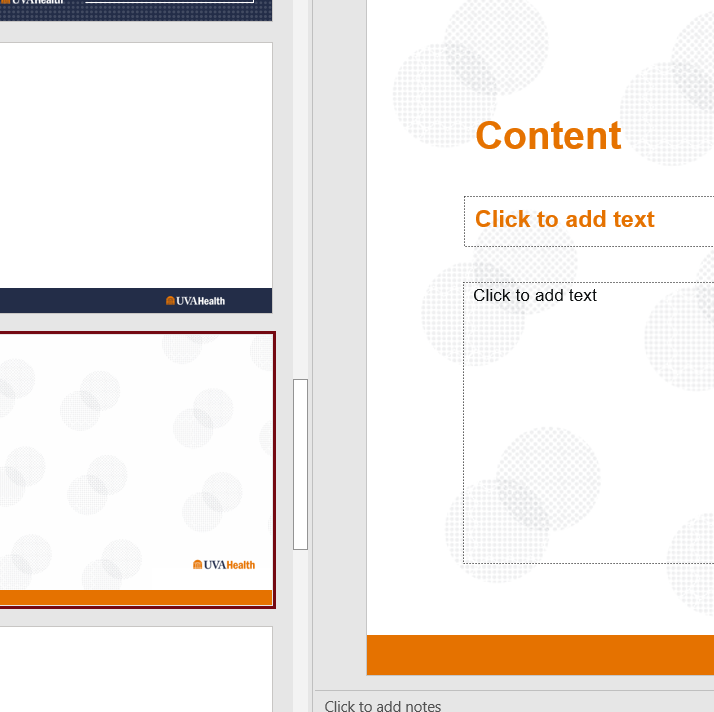 UVAHealth
UVAHealth
UVAHealth
Content
Click to add text
Click to add text
Click to add notes